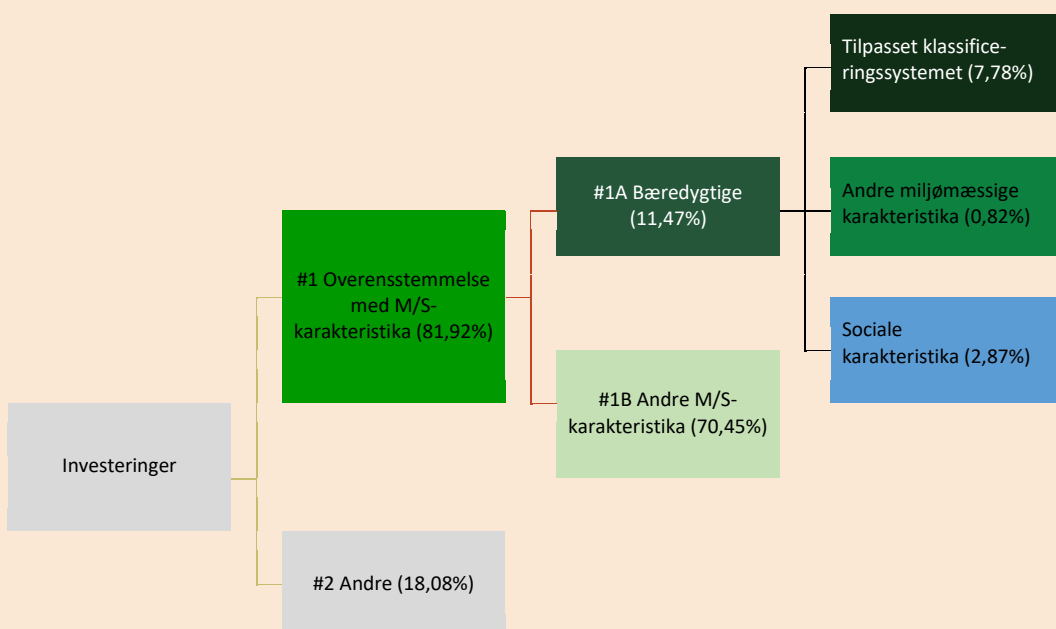 Tilpasset klassifice-
ringssystemet (7,78%)
#1A Bæredygtige
(11,47%)
Andre miljømæssige
karakteristika (0,82%)
#1 Overensstemmelse
med M/S-
karakteristika (81,92%)
Sociale
karakteristika (2,87%)
#1B Andre M/S-
karakteristika (70,45%)
Investeringer
#2 Andre (18,08%)